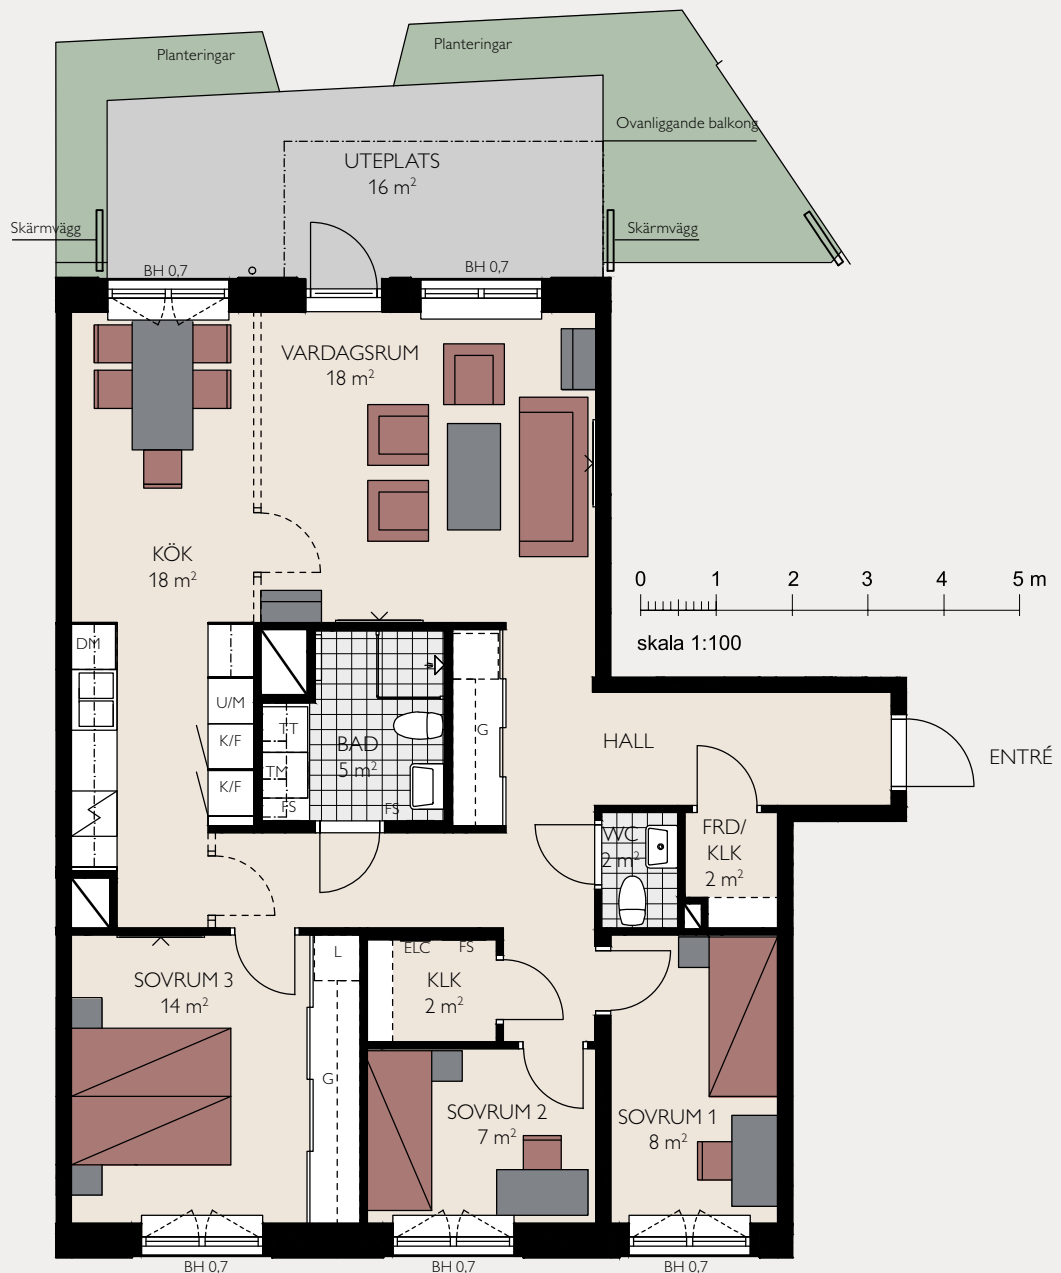 Planteringar
Planteringar
Ovanliggande balkong
UTEPLATS
16 m²
Skärmvägg
Skärmvägg
BH 0,7
BH 0,7
VARDAGSRUM
18 m²
KÖK
18 m²
0 1 2 3 4 5 m
skala 1:100
DM
U/M
K/F
K/F
TT
TM
FS
BAD
5 m²
FS
G
HALL
ENTRÉ
WC
2 m²
FRD/
KLK
2 m²
SOVRUM 3
14 m²
L
G
ELC FS
KLK
2 m²
SOVRUM 2
7 m²
SOVRUM 1
8 m²
BH 0,7
BH 0,7
BH 0,7